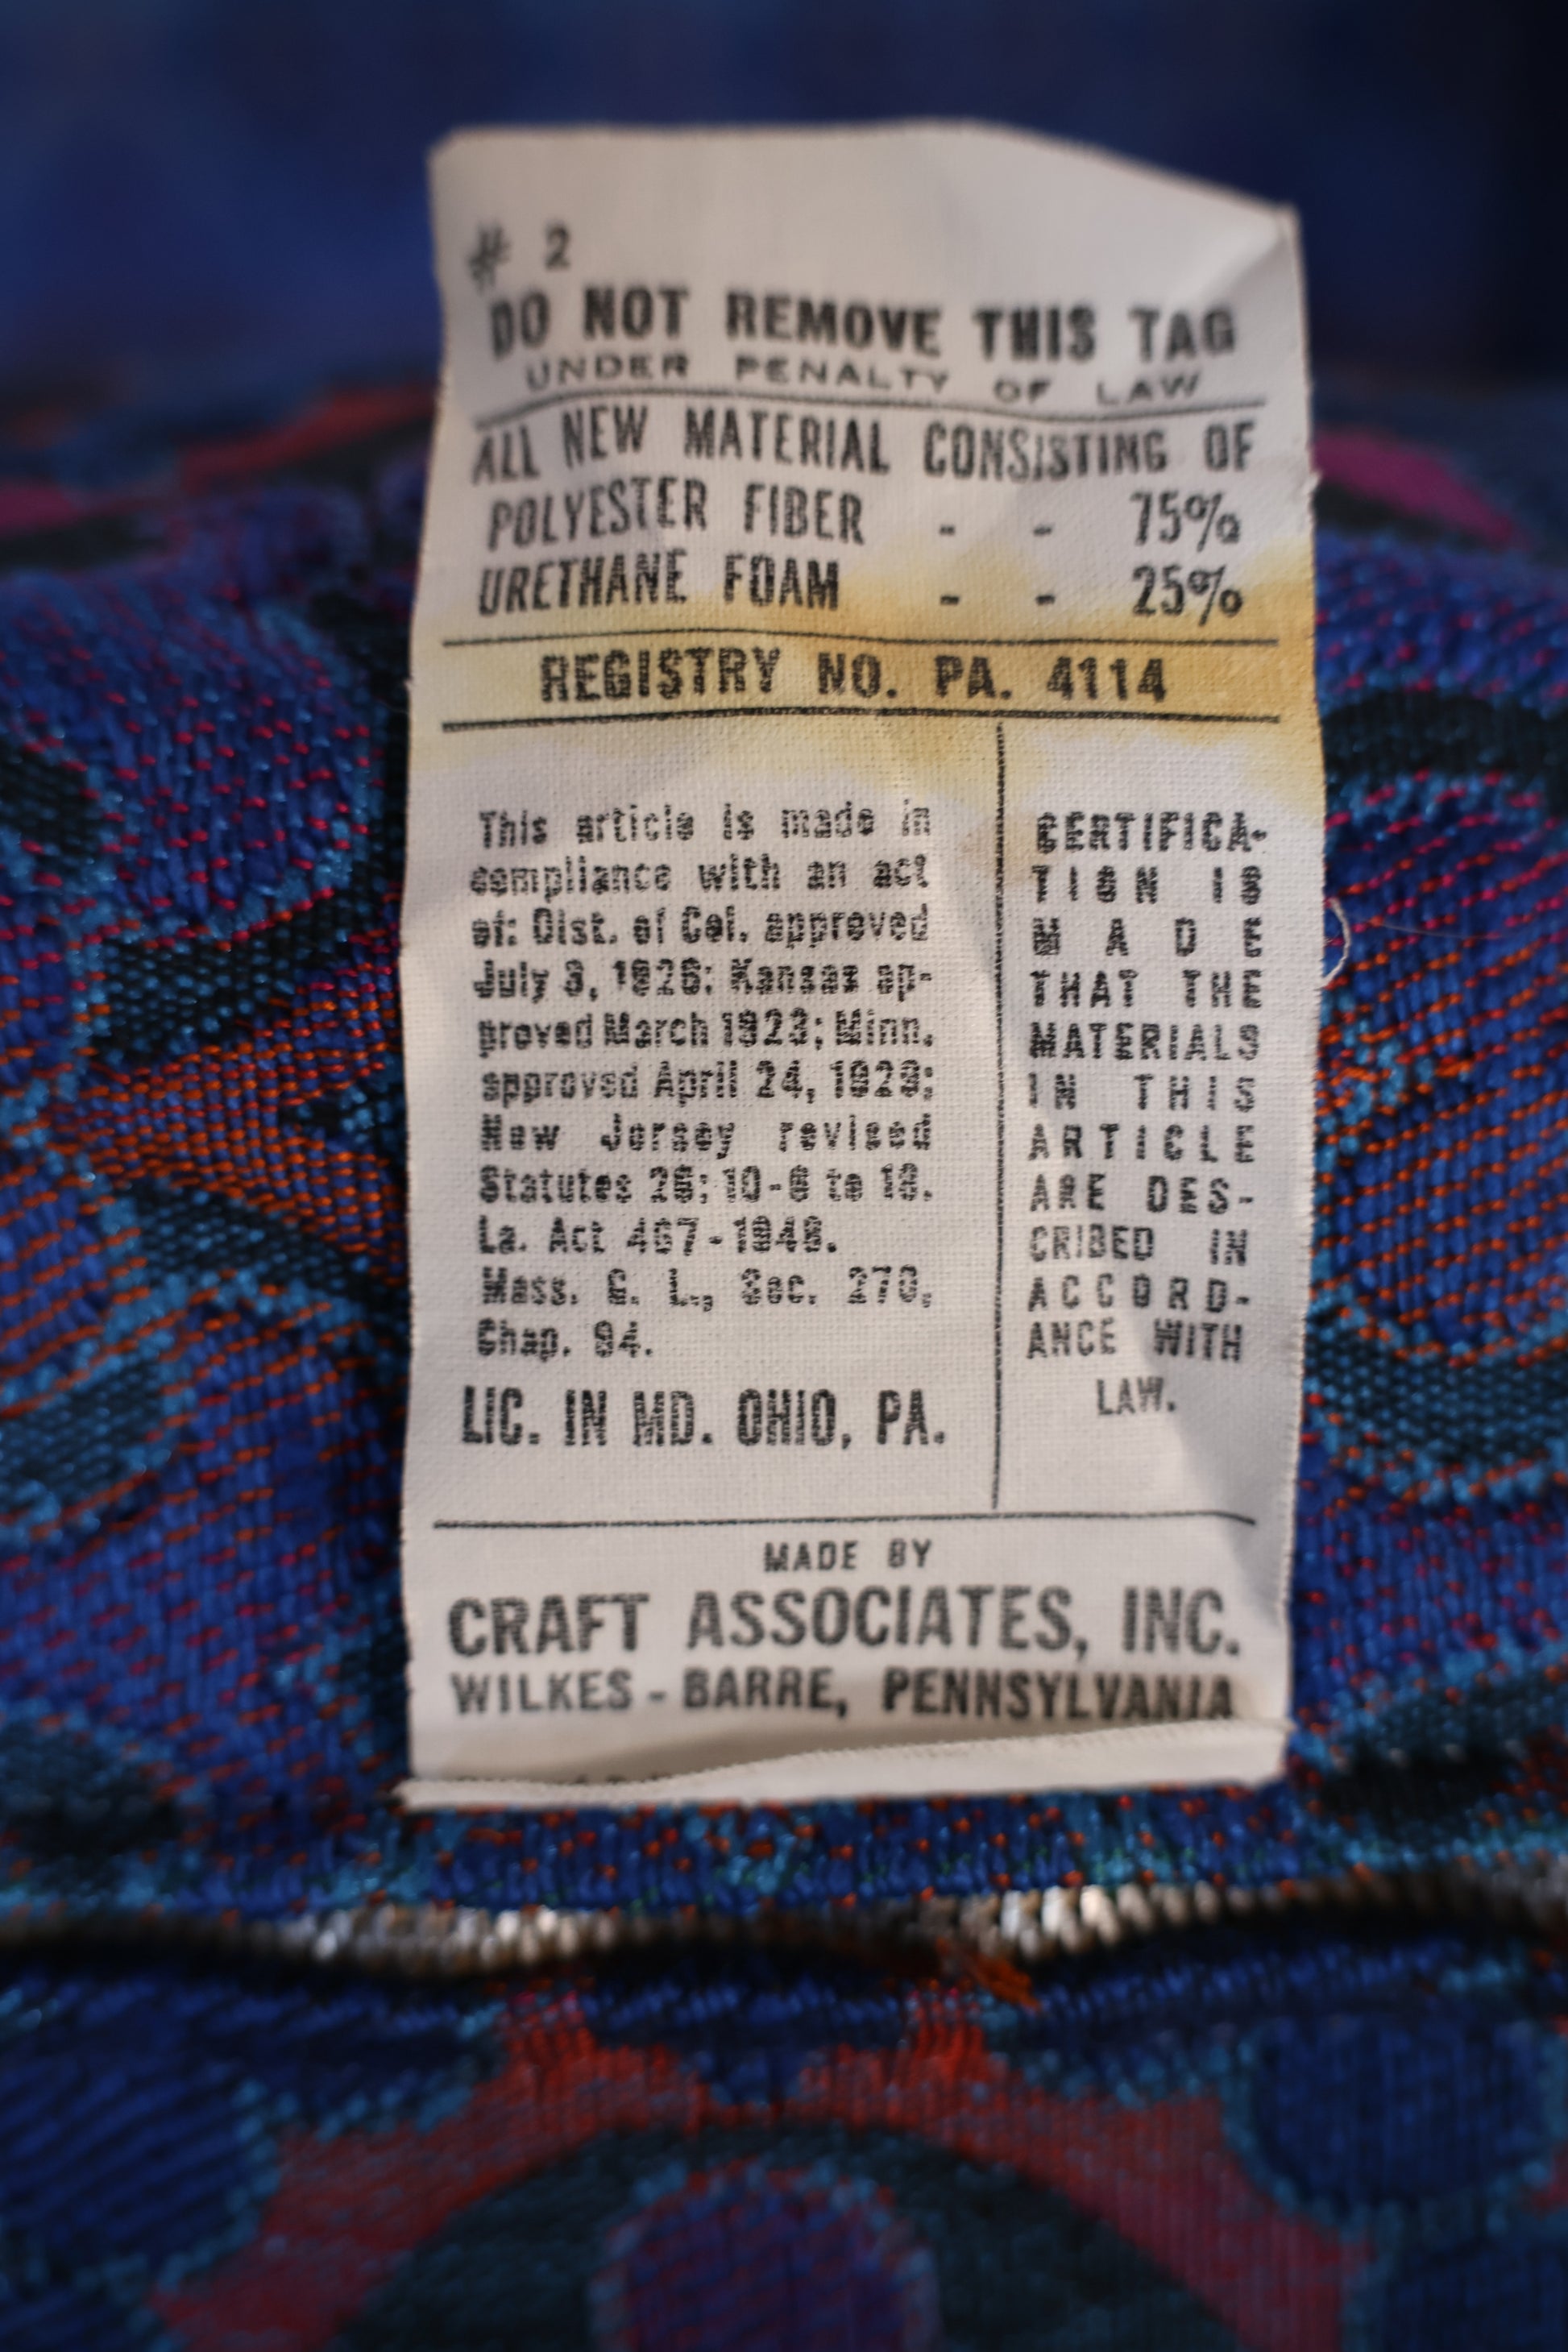 # 2
DO NOT REMOVE THIS TAG
UNDER PENALTY OF LAW
ALL NEW MATERIAL CONSISTING OF
POLYESTER FIBER - - 75%
URETHANE FOAM - - 25%
REGISTRY NO. PA. 4114
This article is made in
compliance with an act
of: Dist. of Col. approved
July 3, 1926; Kansas ap-
proved March 1923; Minn.
approved April 24, 1929;
New Jersey revised
Statutes 26:10-6 to 18.
La. Act 467-1948.
Mass. G. L., Sec. 270,
Chap. 94.
LIC. IN MD. OHIO, PA.
CERTIFICA-
TION IS
MADE
THAT THE
MATERIALS
IN THIS
ARTICLE
ARE DES-
CRIBED IN
ACCORD-
ANCE WITH
LAW.
MADE BY
CRAFT ASSOCIATES, INC.
WILKES-BARRE, PENNSYLVANIA